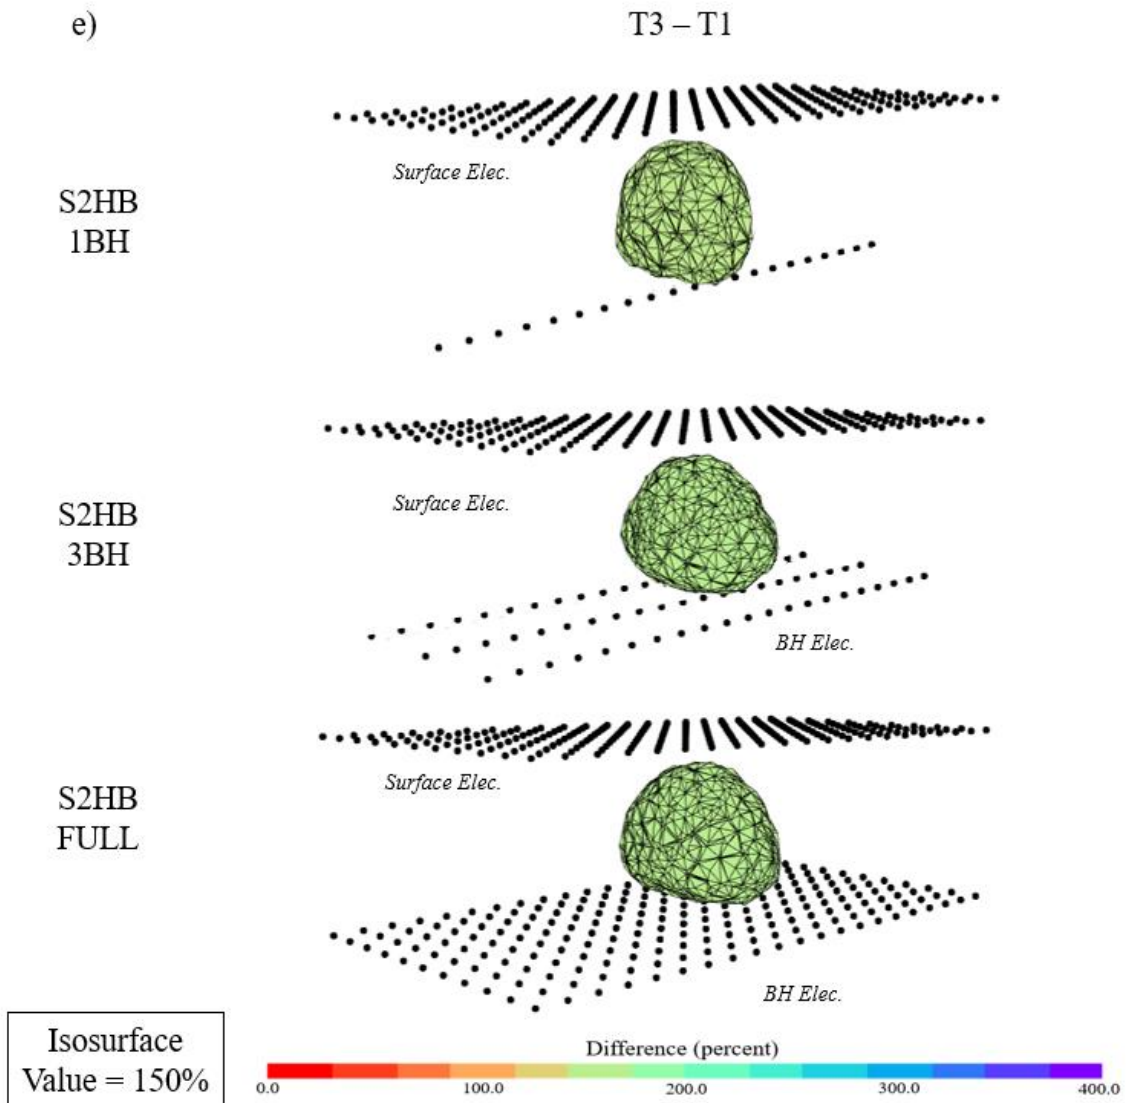 e)
T3 – T1
Surface Elec.
S2HB
1BH
Surface Elec.
S2HB
3BH
BH Elec.
Surface Elec.
S2HB
FULL
BH Elec.
Isosurface
Value = 150%
Difference (percent)
0.0 100.0 200.0 300.0 400.0